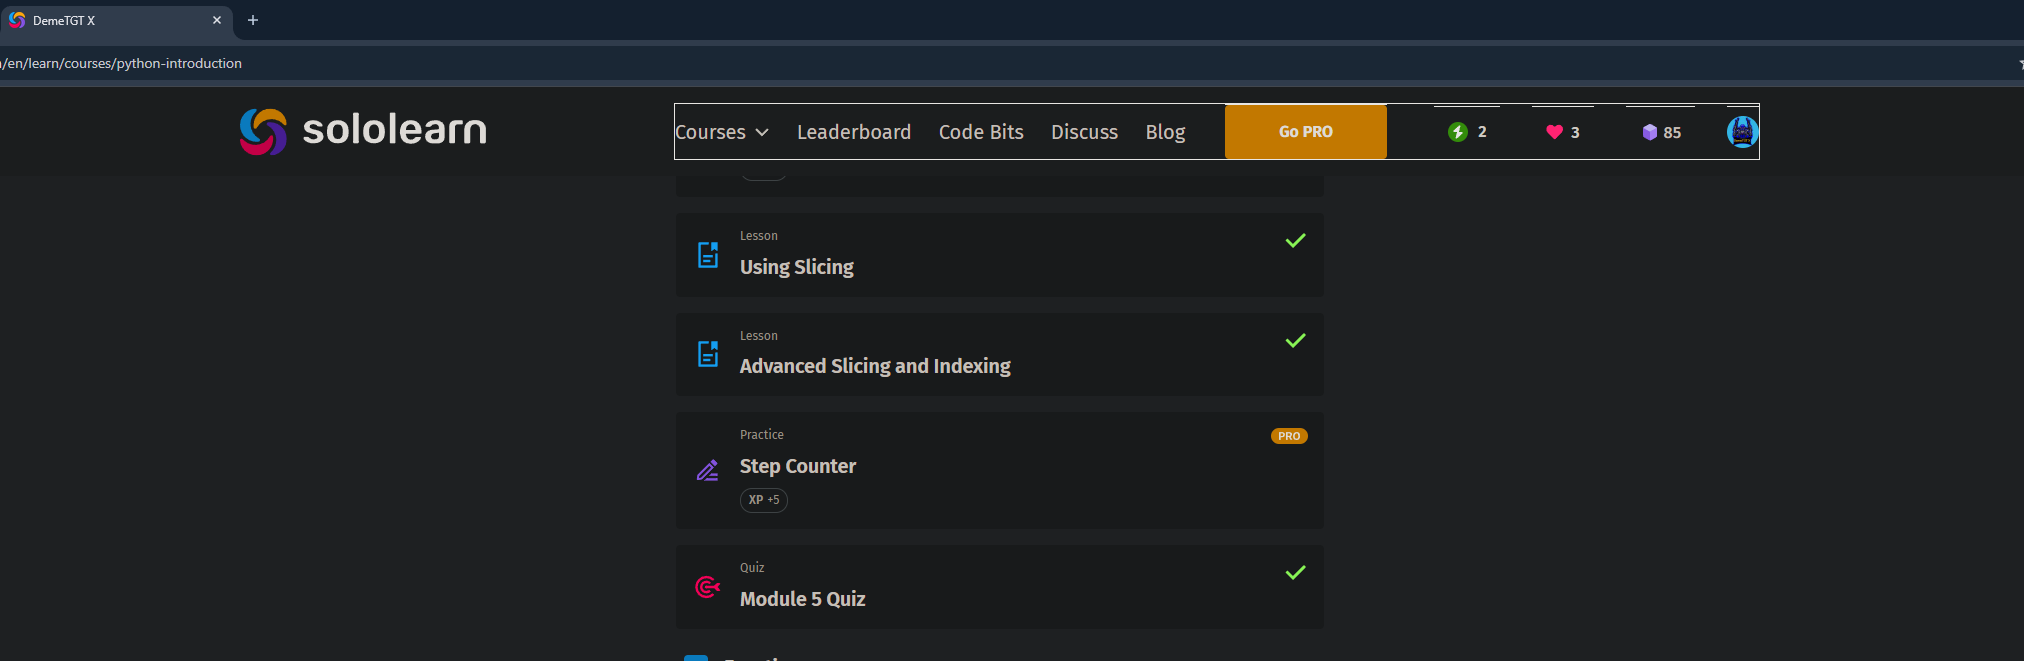 DemeTGT X
/en/learn/courses/python-introduction
sololearn
Courses Leaderboard Code Bits Discuss Blog Go PRO 2 3 85
Lesson
Using Slicing
Lesson
Advanced Slicing and Indexing
Practice
PRO
Step Counter
XP +5
Quiz
Module 5 Quiz